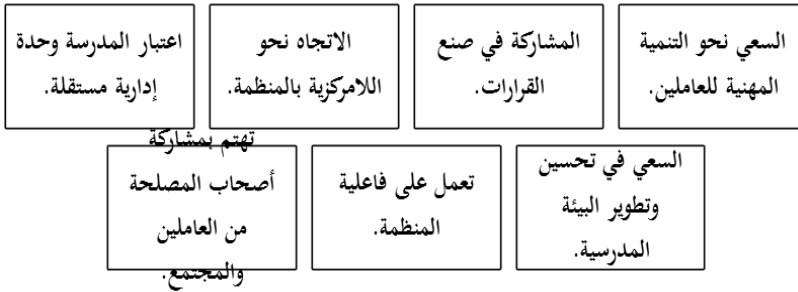 السعي نحو التنمية
المهنية للعاملين.
المشاركة في صنع
القرارات.
الاتجاه نحو
اللامركزية بالمنظمة.
اعتبار المدرسة وحدة
إدارية مستقلة.
السعي في تحسين
وتطوير البيئة
المدرسية.
تعمل على فاعلية
المنظمة.
تهتم بمشاركة
أصحاب المصلحة
من العاملين
والمجتمع.